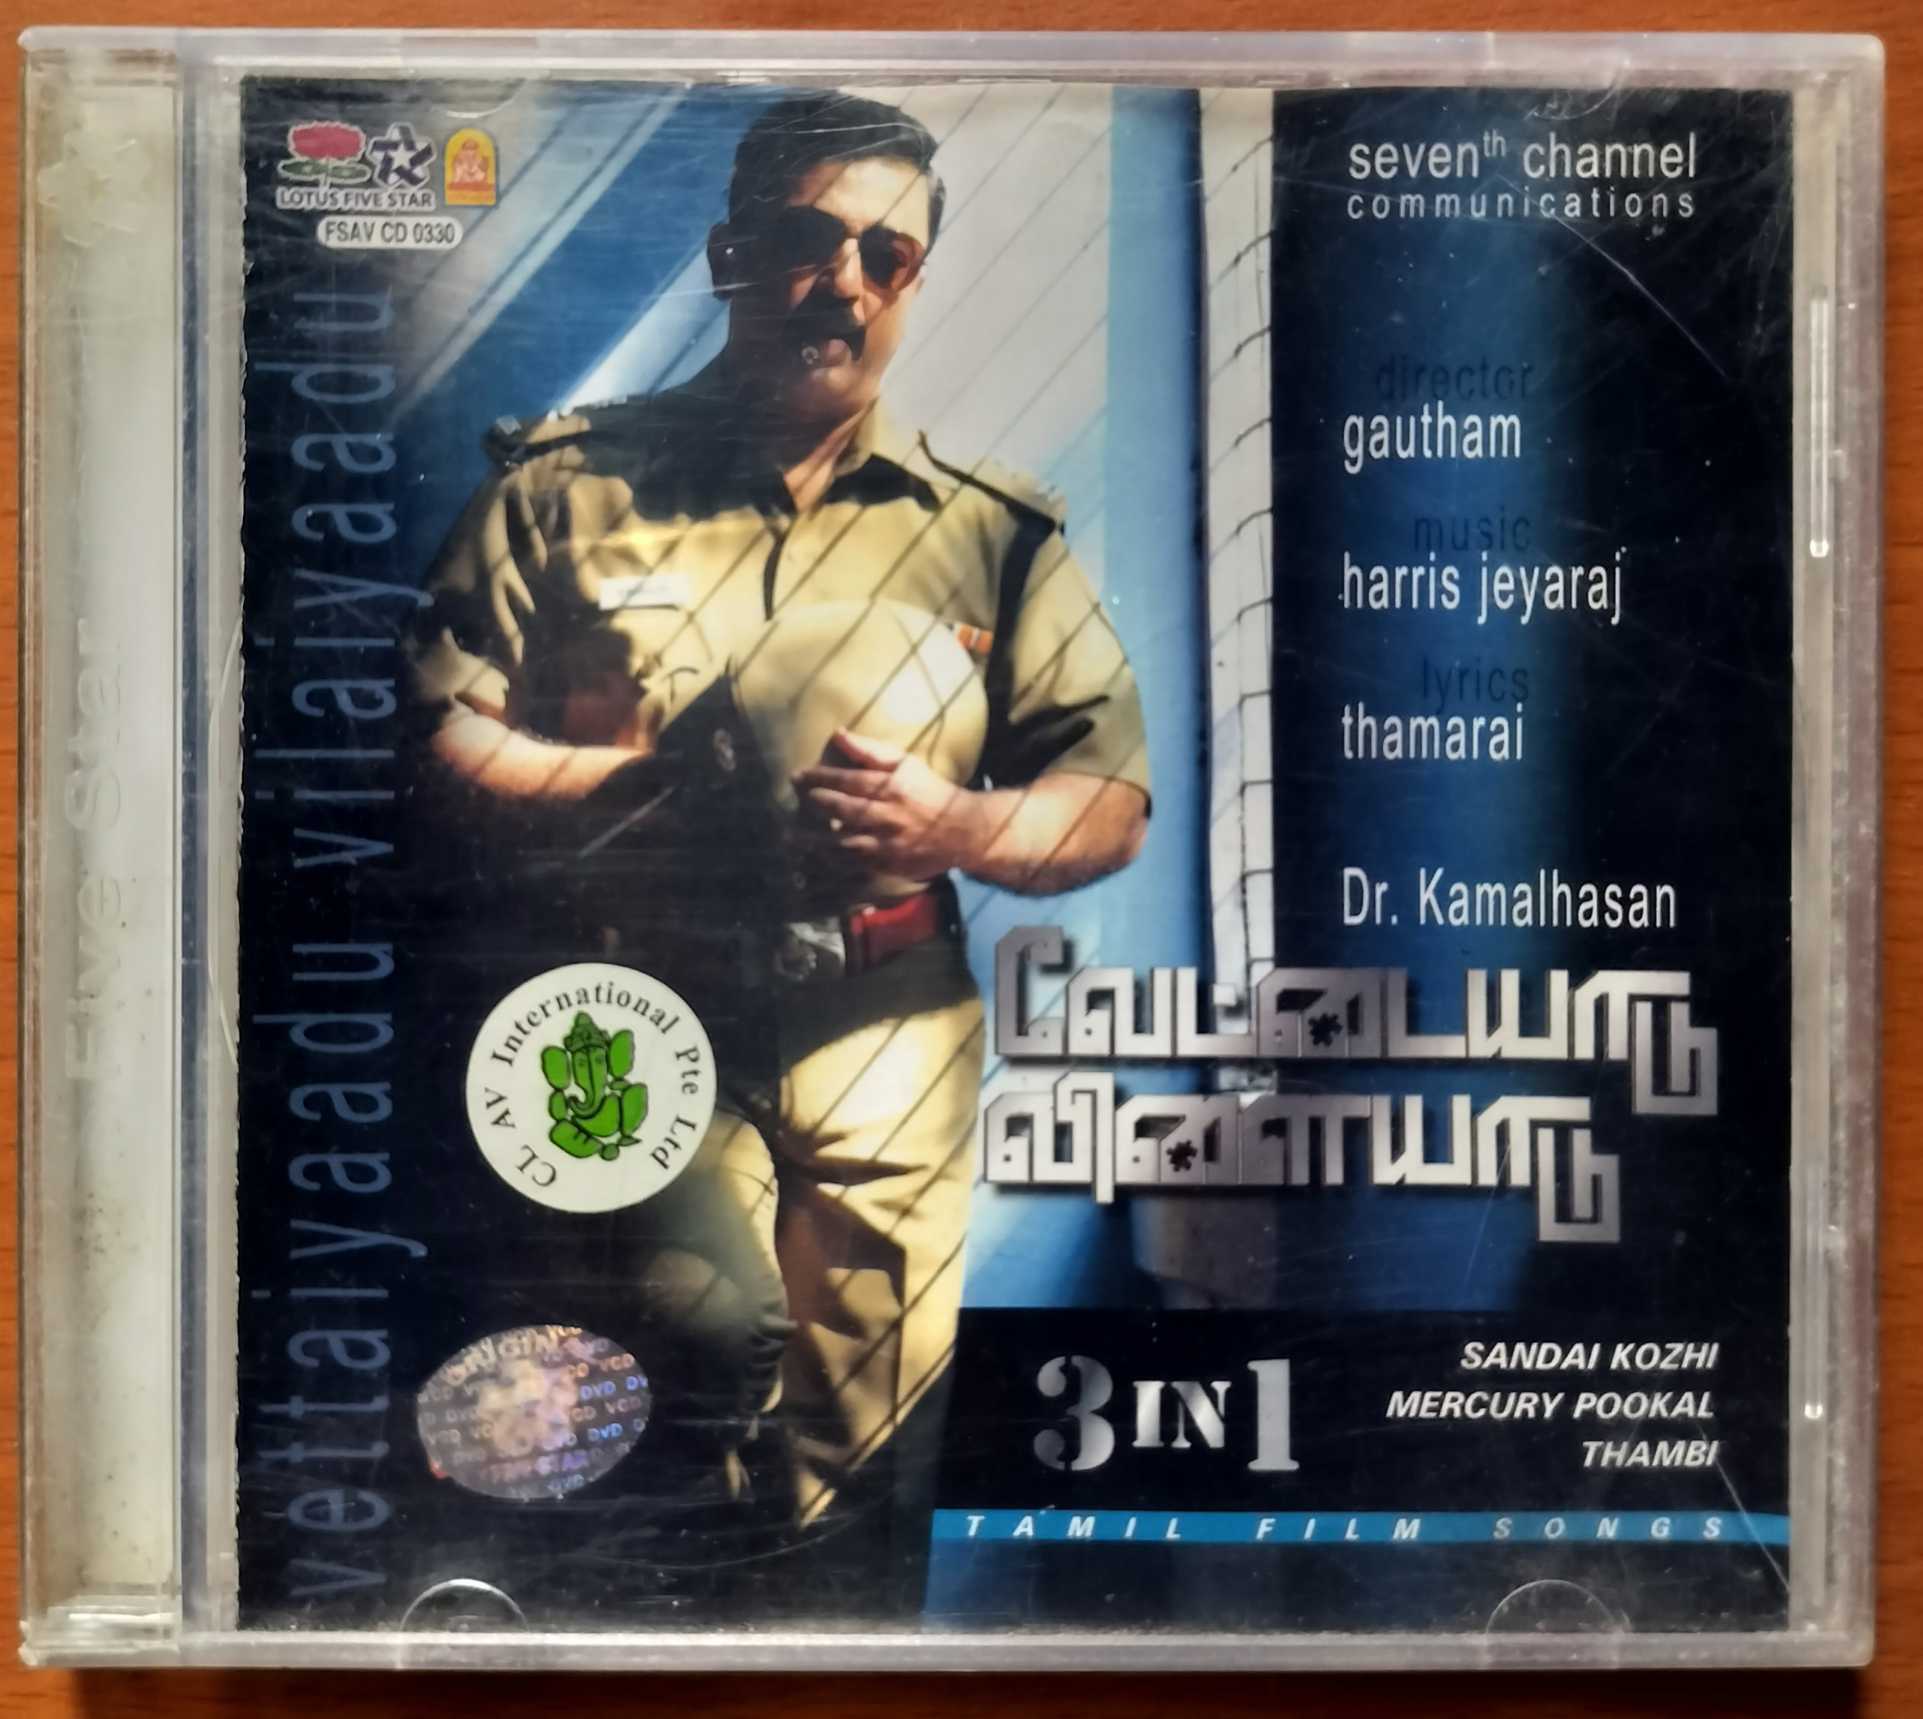 LOTUS FIVE STAR
FSAV CD 0330
seventh channel
communications
director
gautham
music
harris jeyaraj
lyrics
thamarai
Dr. Kamalhasan
vettaiyaadu vilaiyaadu
வேட்டையாடு
விளையாடு
CL AV International Pte Ltd
3 IN 1
SANDAI KOZHI
MERCURY POOKAL
THAMBI
TAMIL FILM SONGS
Five Star